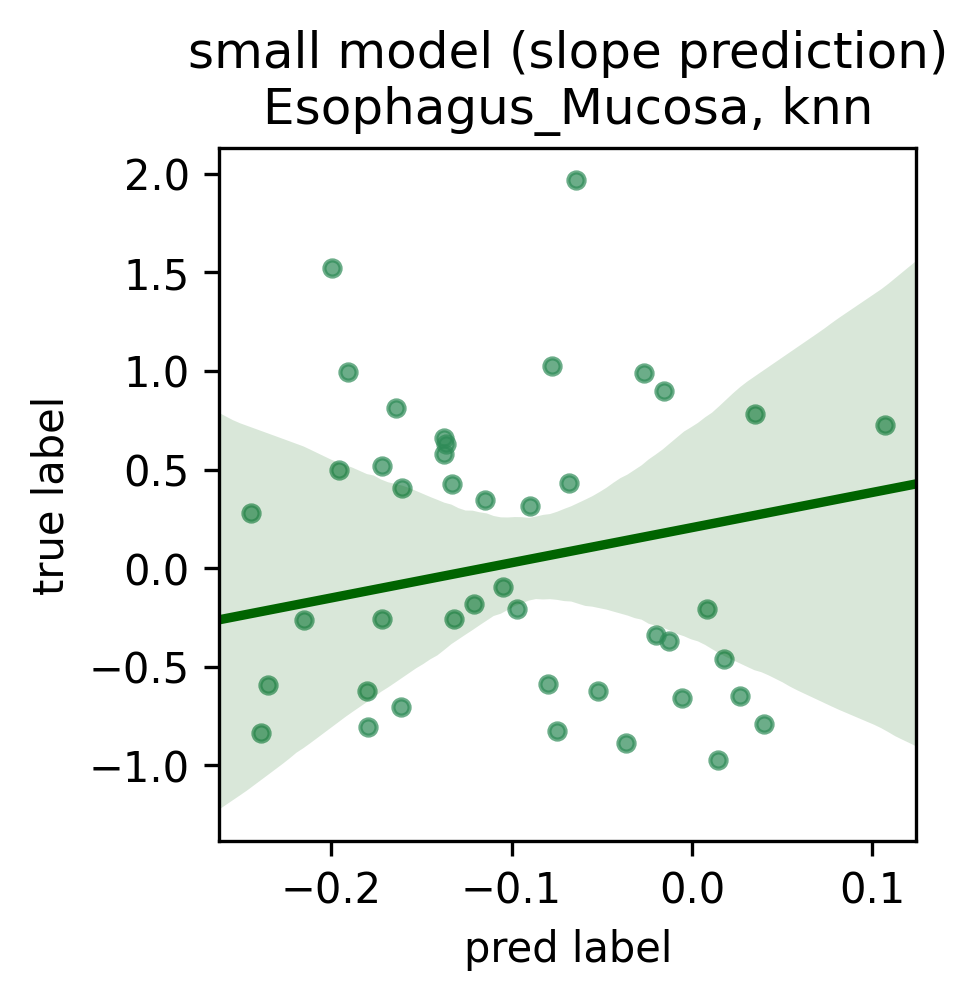 small model (slope prediction)
Esophagus_Mucosa, knn
2.0
1.5
1.0
0.5
0.0
−0.5
−1.0
true label
−0.2
−0.1
0.0
0.1
pred label